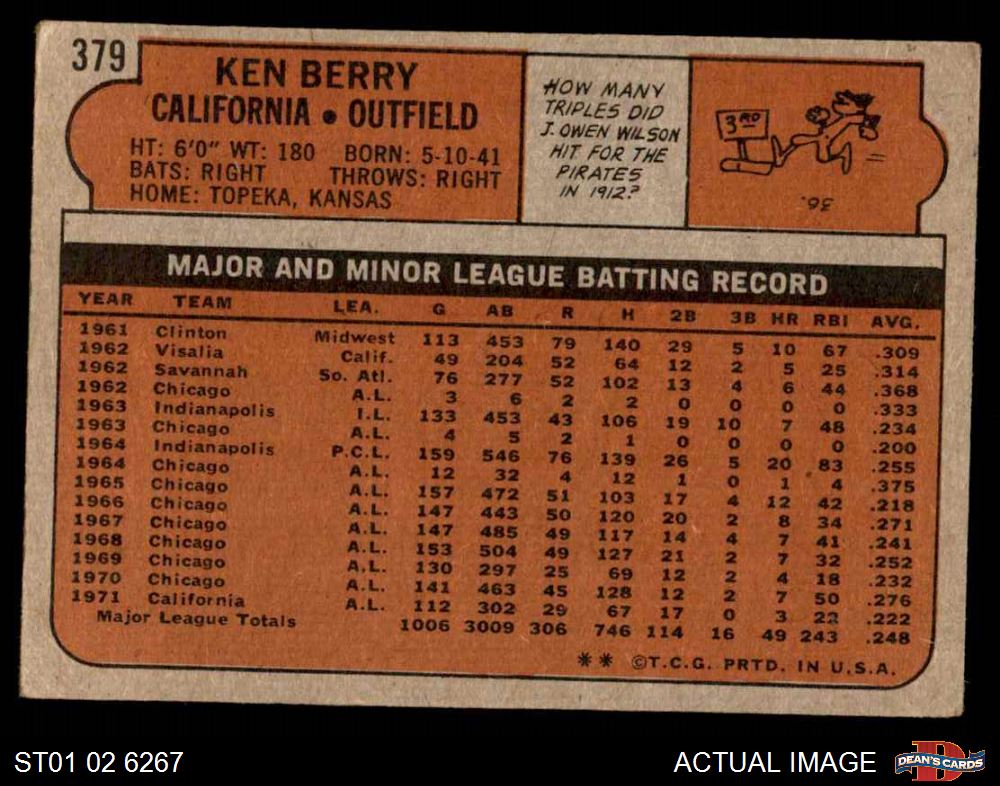 379
KEN BERRY
CALIFORNIA • OUTFIELD
HT: 6'0" WT: 180 BORN: 5-10-41
BATS: RIGHT THROWS: RIGHT
HOME: TOPEKA, KANSAS
HOW MANY
TRIPLES DID
J. OWEN WILSON
HIT FOR THE
PIRATES
IN 1912?
3RD
36.
MAJOR AND MINOR LEAGUE BATTING RECORD
YEAR TEAM LEA. G AB R H 2B 3B HR RBI AVG.
1961 Clinton Midwest 113 453 79 140 29 5 10 67 .309
1962 Visalia Calif. 49 204 52 64 12 2 5 25 .314
1962 Savannah So. Atl. 76 277 52 102 13 4 6 44 .368
1962 Chicago A.L. 3 6 2 2 0 0 0 0 .333
1963 Indianapolis I.L. 133 453 43 106 19 10 7 48 .234
1963 Chicago A.L. 4 5 2 1 0 0 0 0 .200
1964 Indianapolis P.C.L. 159 546 76 139 26 5 20 83 .255
1964 Chicago A.L. 12 32 4 12 1 0 1 4 .375
1965 Chicago A.L. 157 472 51 103 17 4 12 42 .218
1966 Chicago A.L. 147 443 50 120 20 2 8 34 .271
1967 Chicago A.L. 147 485 49 117 14 4 7 41 .241
1968 Chicago A.L. 153 504 49 127 21 2 7 32 .252
1969 Chicago A.L. 130 297 25 69 12 2 4 18 .232
1970 Chicago A.L. 141 463 45 128 12 2 7 50 .276
1971 California A.L. 112 302 29 67 17 0 3 22 .222
Major League Totals 1006 3009 306 746 114 16 49 243 .248
** ©T.C.G. PRTD. IN U.S.A.
ST01 02 6267
ACTUAL IMAGE
DEAN'S CARDS